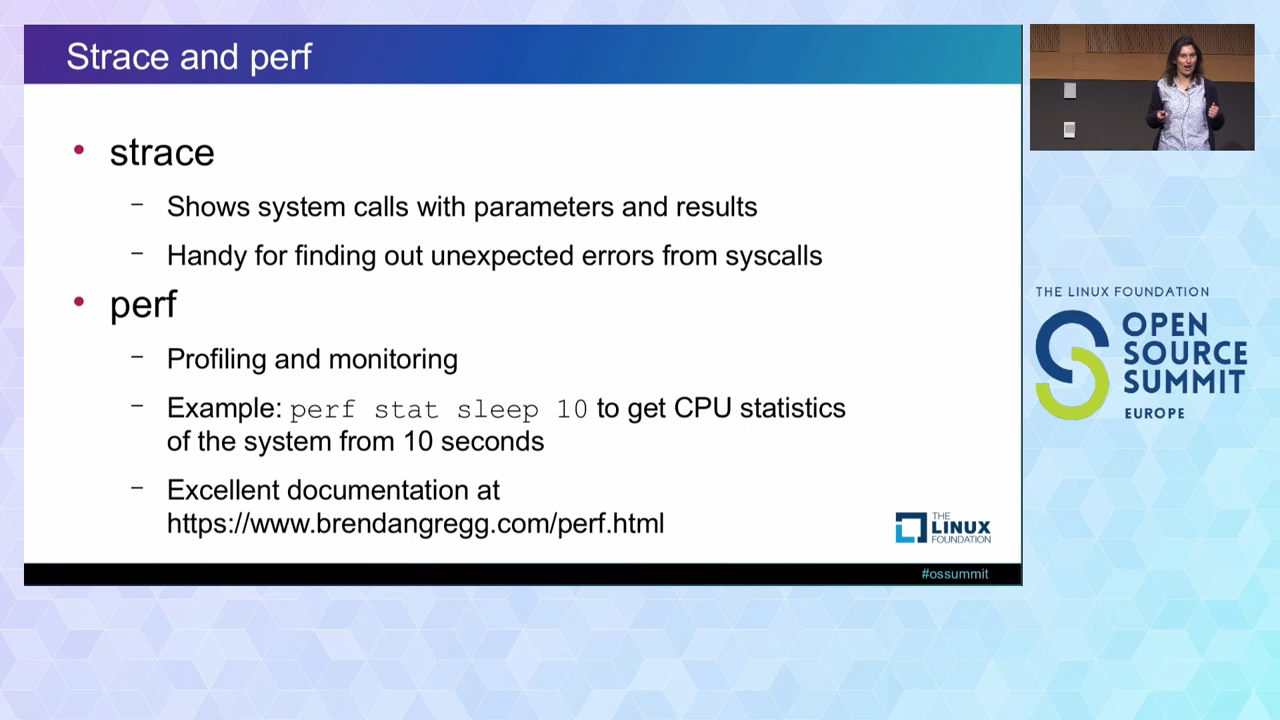 Strace and perf
• strace
– Shows system calls with parameters and results
– Handy for finding out unexpected errors from syscalls
• perf
– Profiling and monitoring
– Example: perf stat sleep 10 to get CPU statistics
of the system from 10 seconds
– Excellent documentation at
https://www.brendangregg.com/perf.html
THE
LINUX
FOUNDATION
#ossummit
THE LINUX FOUNDATION
OPEN
SOURCE
SUMMIT
EUROPE